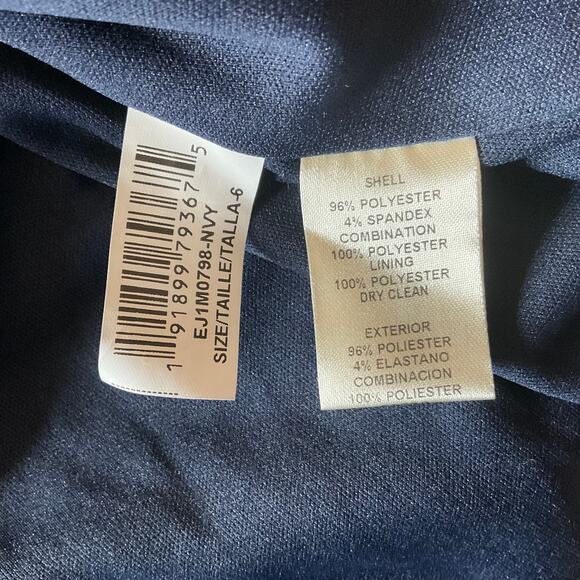 1 91899 79367 5
EJ1M0798-NVY
SIZE/TAILLE/TALLA-6
SHELL
96% POLYESTER
4% SPANDEX
COMBINATION
100% POLYESTER
LINING
100% POLYESTER
DRY CLEAN
EXTERIOR
96% POLIESTER
4% ELASTANO
COMBINACION
100% POLIESTER